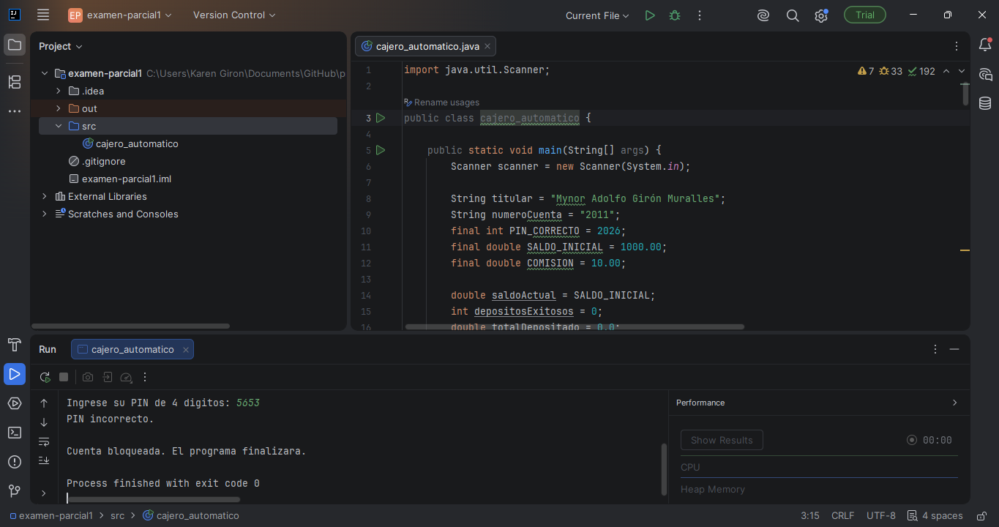 EP examen-parcial1 Version Control Current File Trial
Project
cajero_automatico.java
examen-parcial1 C:\Users\Karen Giron\Documents\GitHub\p
.idea
out
src
cajero_automatico
.gitignore
examen-parcial1.iml
External Libraries
Scratches and Consoles
7 33 192
1 import java.util.Scanner;
2
Rename usages
3 public class cajero_automatico {
4
5 public static void main(String[] args) {
6 Scanner scanner = new Scanner(System.in);
7
8 String titular = "Mynor Adolfo Girón Muralles";
9 String numeroCuenta = "2011";
10 final int PIN_CORRECTO = 2026;
11 final double SALDO_INICIAL = 1000.00;
12 final double COMISION = 10.00;
13
14 double saldoActual = SALDO_INICIAL;
15 int depositosExitosos = 0;
16 double totalDepositado = 0.0;
Run cajero_automatico
Ingrese su PIN de 4 digitos: 5653
PIN incorrecto.
Cuenta bloqueada. El programa finalizara.
Process finished with exit code 0
Performance
Show Results 00:00
CPU
Heap Memory
examen-parcial1 > src > cajero_automatico 3:15 CRLF UTF-8 4 spaces